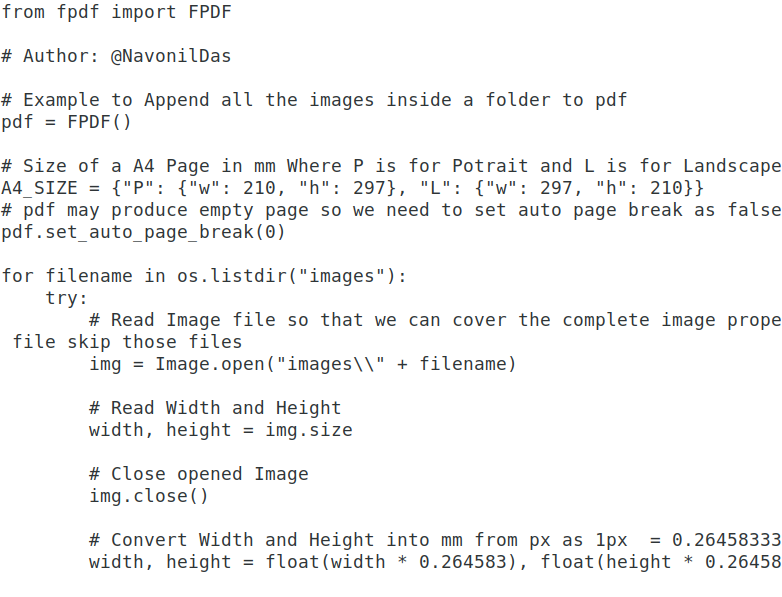 from fpdf import FPDF
# Author: @NavonilDas
# Example to Append all the images inside a folder to pdf
pdf = FPDF()
# Size of a A4 Page in mm Where P is for Potrait and L is for Landscape
A4_SIZE = {"P": {"w": 210, "h": 297}, "L": {"w": 297, "h": 210}}
# pdf may produce empty page so we need to set auto page break as false
pdf.set_auto_page_break(0)
for filename in os.listdir("images"):
    try:
        # Read Image file so that we can cover the complete image prope
 file skip those files
        img = Image.open("images\\" + filename)
        # Read Width and Height
        width, height = img.size
        # Close opened Image
        img.close()
        # Convert Width and Height into mm from px as 1px  = 0.26458333
        width, height = float(width * 0.264583), float(height * 0.26458